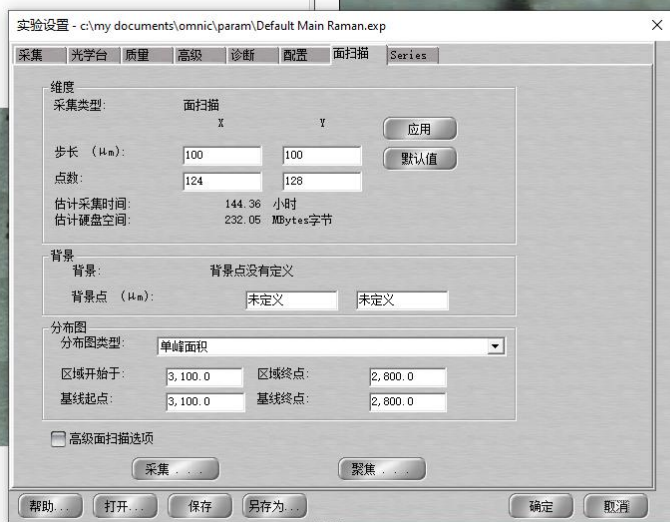 实验设置 - c:\my documents\omnic\param\Default Main Raman.exp
采集 光学台 质量 高级 诊断 配置 面扫描 Series
维度
采集类型: 面扫描
X Y
应用
步长 (μm): 100 100
默认值
点数: 124 128
估计采集时间: 144.36 小时
估计硬盘空间: 232.05 MBytes字节
背景
背景: 背景点没有定义
背景点 (μm): 未定义 未定义
分布图
分布图类型: 单峰面积
区域开始于: 3,100.0 区域终点: 2,800.0
基线起点: 3,100.0 基线终点: 2,800.0
高级面扫描选项
采集 . . . 聚焦 . . .
帮助... 打开... 保存 另存为... 确定 取消